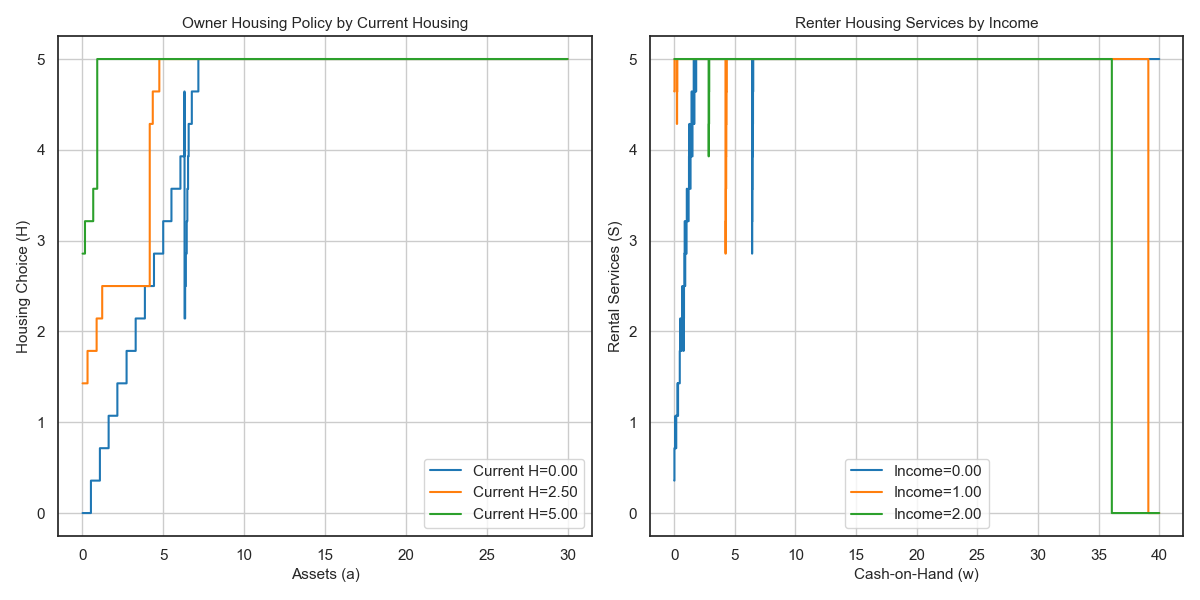 Owner Housing Policy by Current Housing
Housing Choice (H)
5
4
3
2
1
0
0 5 10 15 20 25 30
Assets (a)
Current H=0.00
Current H=2.50
Current H=5.00
Renter Housing Services by Income
Rental Services (S)
5
4
3
2
1
0
0 5 10 15 20 25 30 35 40
Cash-on-Hand (w)
Income=0.00
Income=1.00
Income=2.00